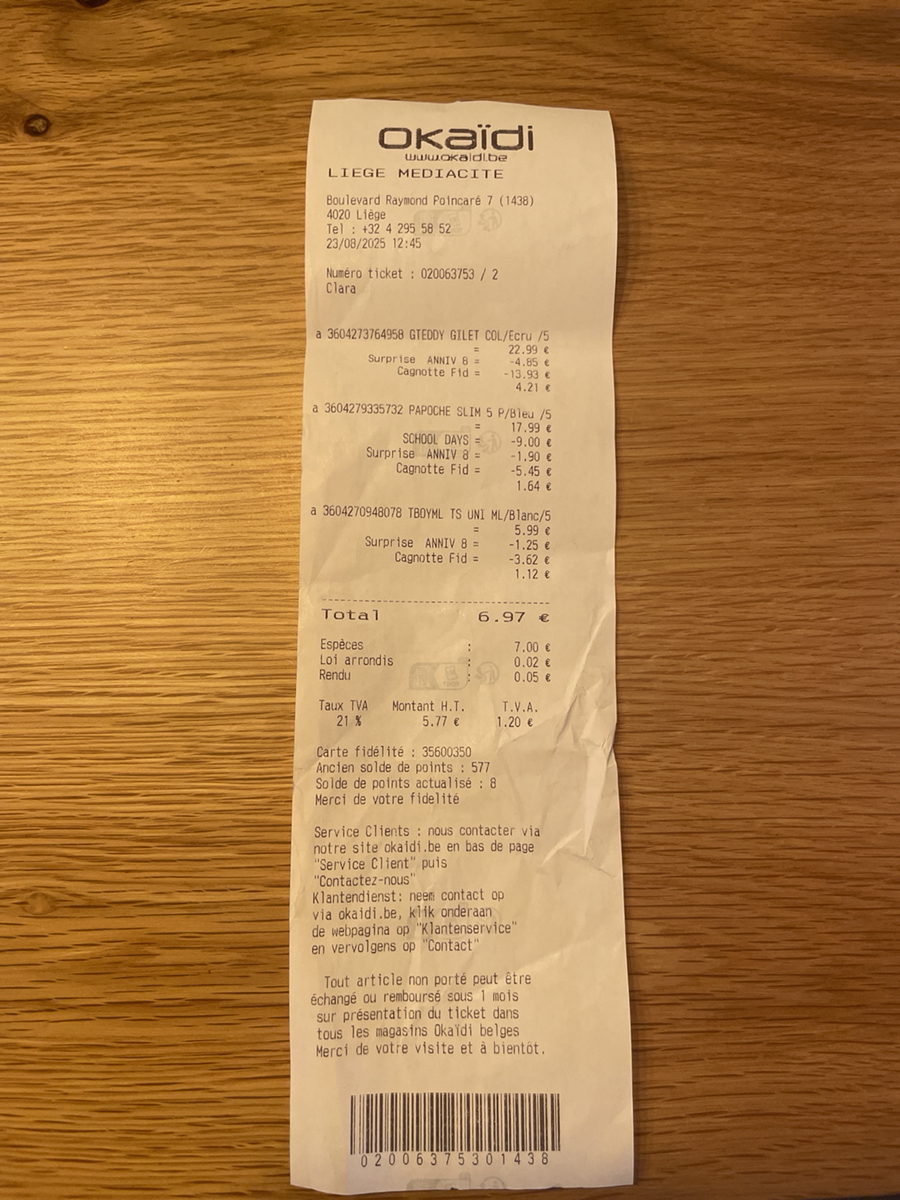 OKaïdi
www.okaidi.be
LIEGE MEDIACITE
Boulevard Raymond Poincaré 7 (1438)
4020 Liège
Tel : +32 4 295 58 52
23/08/2025 12:45
Numéro ticket : 020063753 / 2
Clara
a 3604273764958 GTEDDY GILET COL/Ecru /5
= 22.99 €
Surprise ANNIV 8 = -4.85 €
Cagnotte Fid = -13.93 €
4.21 €
a 3604279335732 PAPOCHE SLIM 5 P/Bleu /5
= 17.99 €
SCHOOL DAYS = -9.00 €
Surprise ANNIV 8 = -1.90 €
Cagnotte Fid = -5.45 €
1.64 €
a 3604270948078 TBDYML TS UNI ML/Blanc/5
= 5.99 €
Surprise ANNIV 8 = -1.25 €
Cagnotte Fid = -3.62 €
1.12 €
Total 6.97 €
Espèces : 7.00 €
Loi arrondis : 0.02 €
Rendu : 0.05 €
Taux TVA Montant H.T. T.V.A.
21 % 5.77 € 1.20 €
Carte fidélité : 35600350
Ancien solde de points : 577
Solde de points actualisé : 8
Merci de votre fidelité
Service Clients : nous contacter via
notre site okaidi.be en bas de page
"Service Client" puis
"Contactez-nous"
Klantendienst: neem contact op
via okaidi.be, klik onderaan
de webpagina op "Klantenservice"
en vervolgens op "Contact"
Tout article non porté peut être
échangé ou remboursé sous 1 mois
sur présentation du ticket dans
tous les magasins Okaïdi belges
Merci de votre visite et à bientôt.
02006375301438